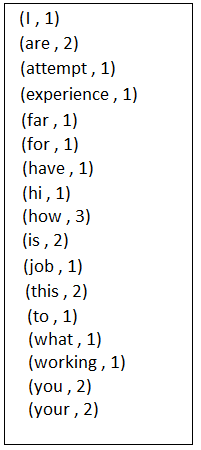 (I , 1)
(are , 2)
(attempt , 1)
(experience , 1)
(far , 1)
(for , 1)
(have , 1)
(hi , 1)
(how , 3)
(is , 2)
(job , 1)
(this , 2)
(to , 1)
(what , 1)
(working , 1)
(you , 2)
(your , 2)